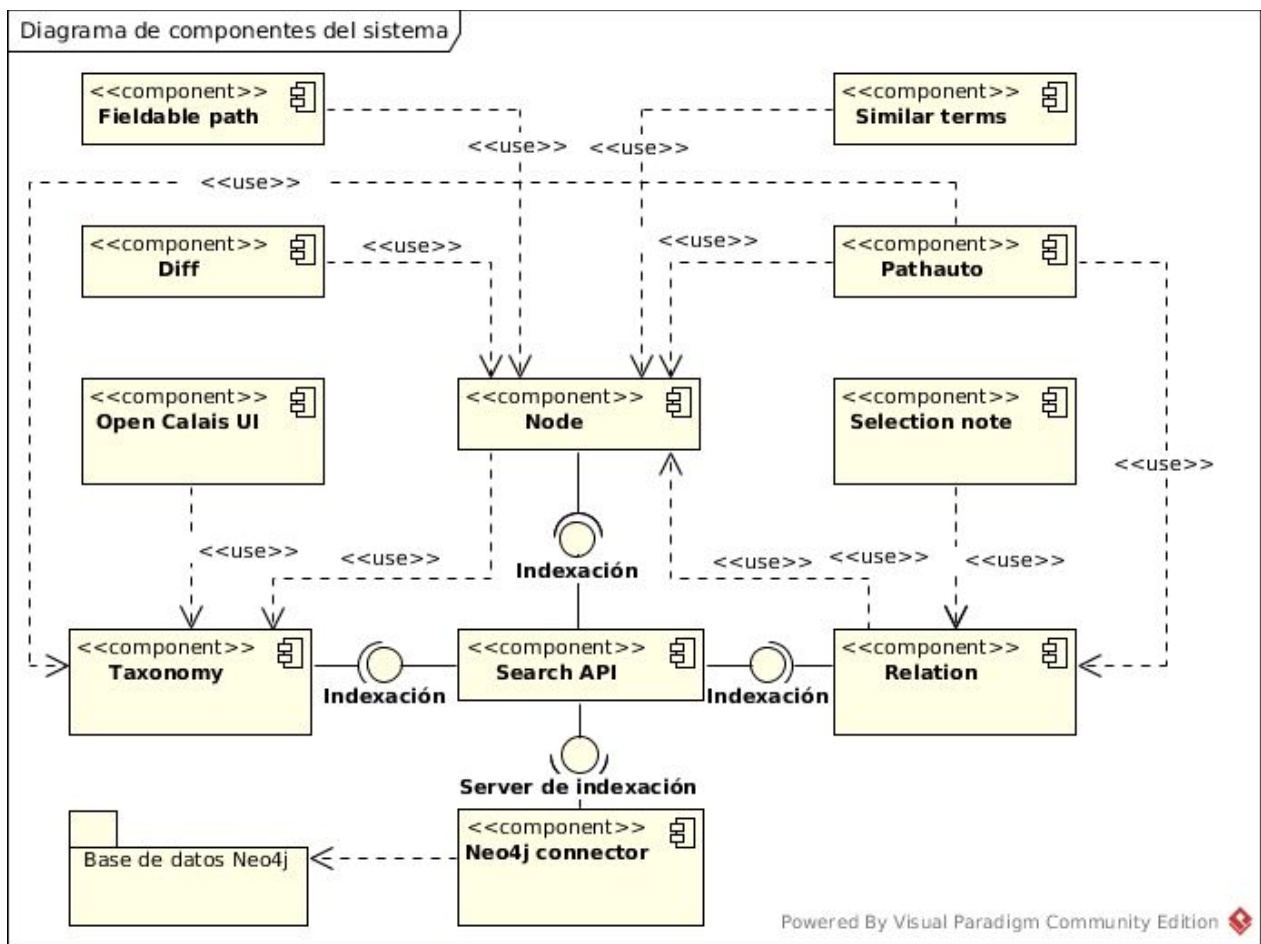 Diagrama de componentes del sistema
<<component>>
Fieldable path
<<component>>
Similar terms
<<use>>
<<use>>
<<use>>
<<component>>
Diff
<<use>>
<<use>>
<<component>>
Pathauto
<<component>>
Open Calais UI
<<component>>
Node
<<component>>
Selection note
<<use>>
<<use>>
<<use>>
<<use>>
<<use>>
<<use>>
Indexación
<<component>>
Taxonomy
<<component>>
Search API
<<component>>
Relation
Indexación
Indexación
Server de indexación
Base de datos Neo4j
<<component>>
Neo4j connector
Powered By Visual Paradigm Community Edition